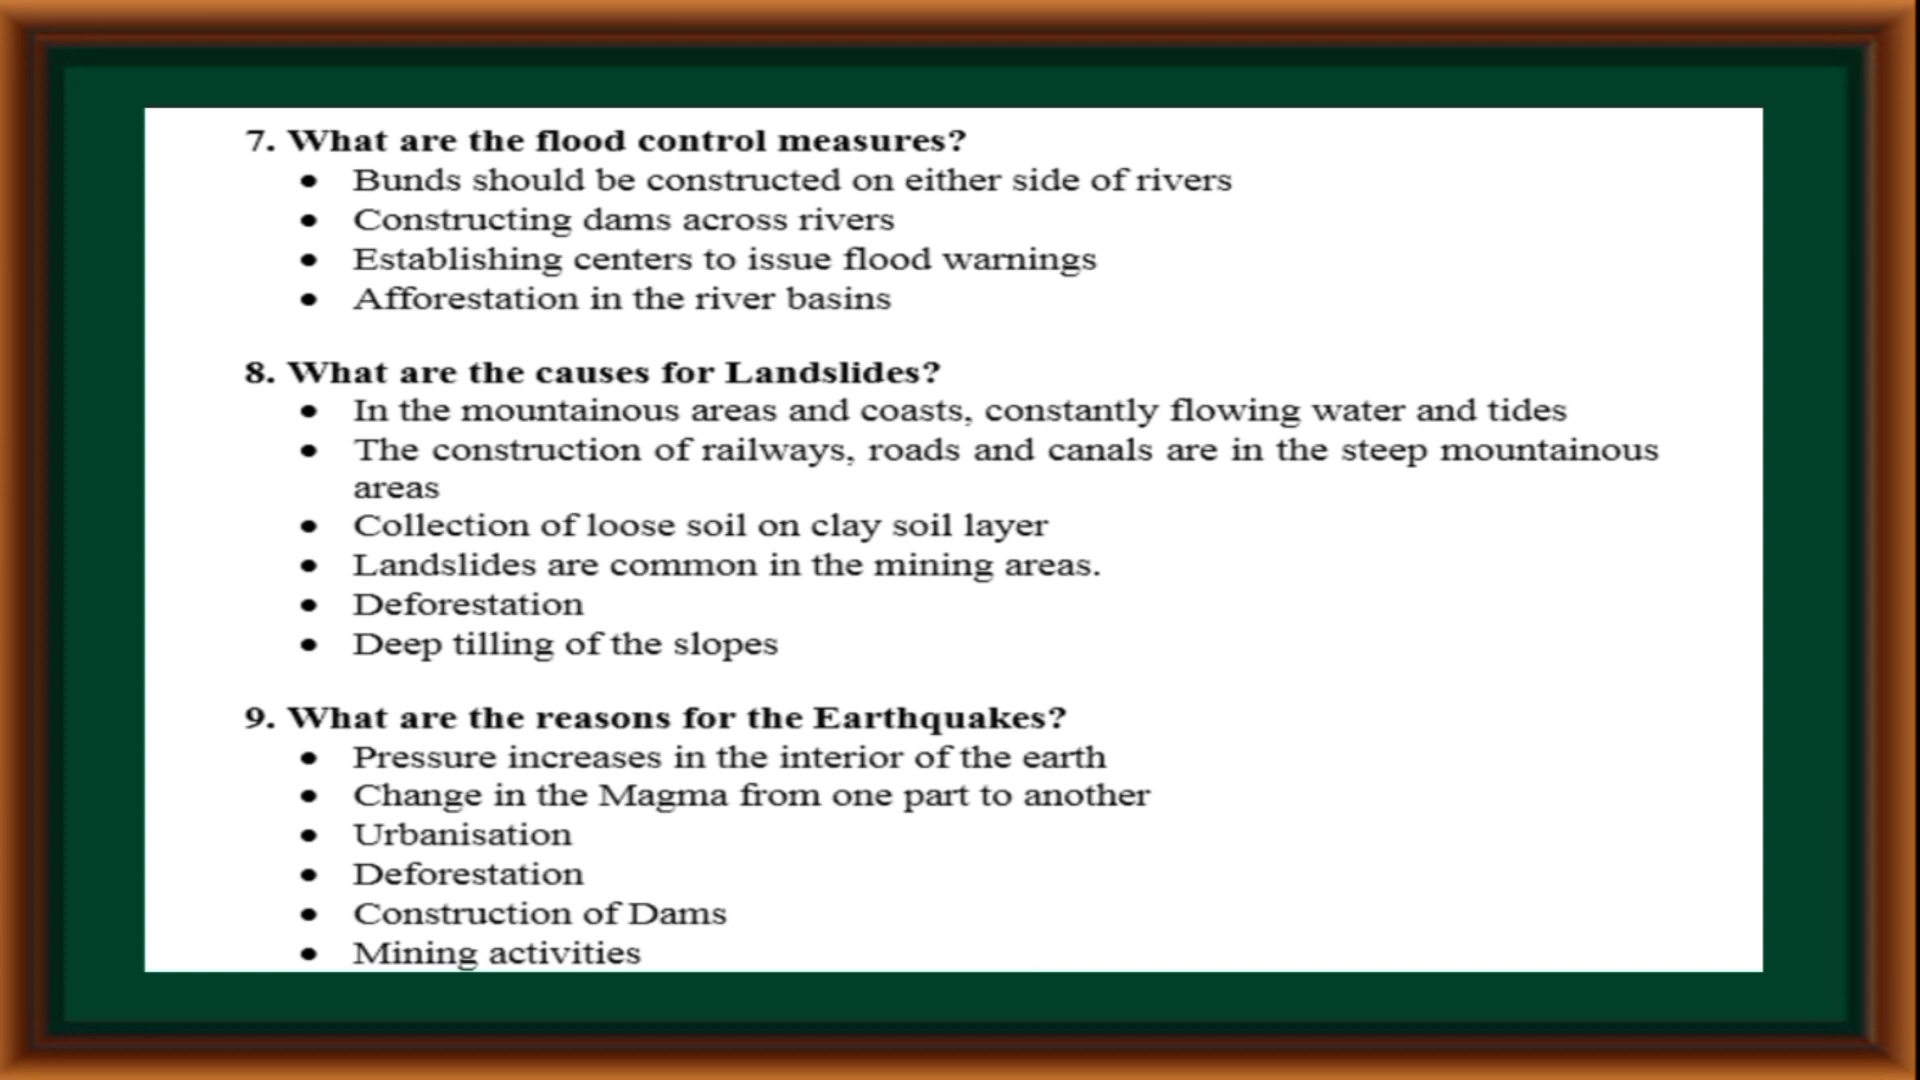 7. What are the flood control measures?
• Bunds should be constructed on either side of rivers
• Constructing dams across rivers
• Establishing centers to issue flood warnings
• Afforestation in the river basins
8. What are the causes for Landslides?
• In the mountainous areas and coasts, constantly flowing water and tides
• The construction of railways, roads and canals are in the steep mountainous
areas
• Collection of loose soil on clay soil layer
• Landslides are common in the mining areas.
• Deforestation
• Deep tilling of the slopes
9. What are the reasons for the Earthquakes?
• Pressure increases in the interior of the earth
• Change in the Magma from one part to another
• Urbanisation
• Deforestation
• Construction of Dams
• Mining activities